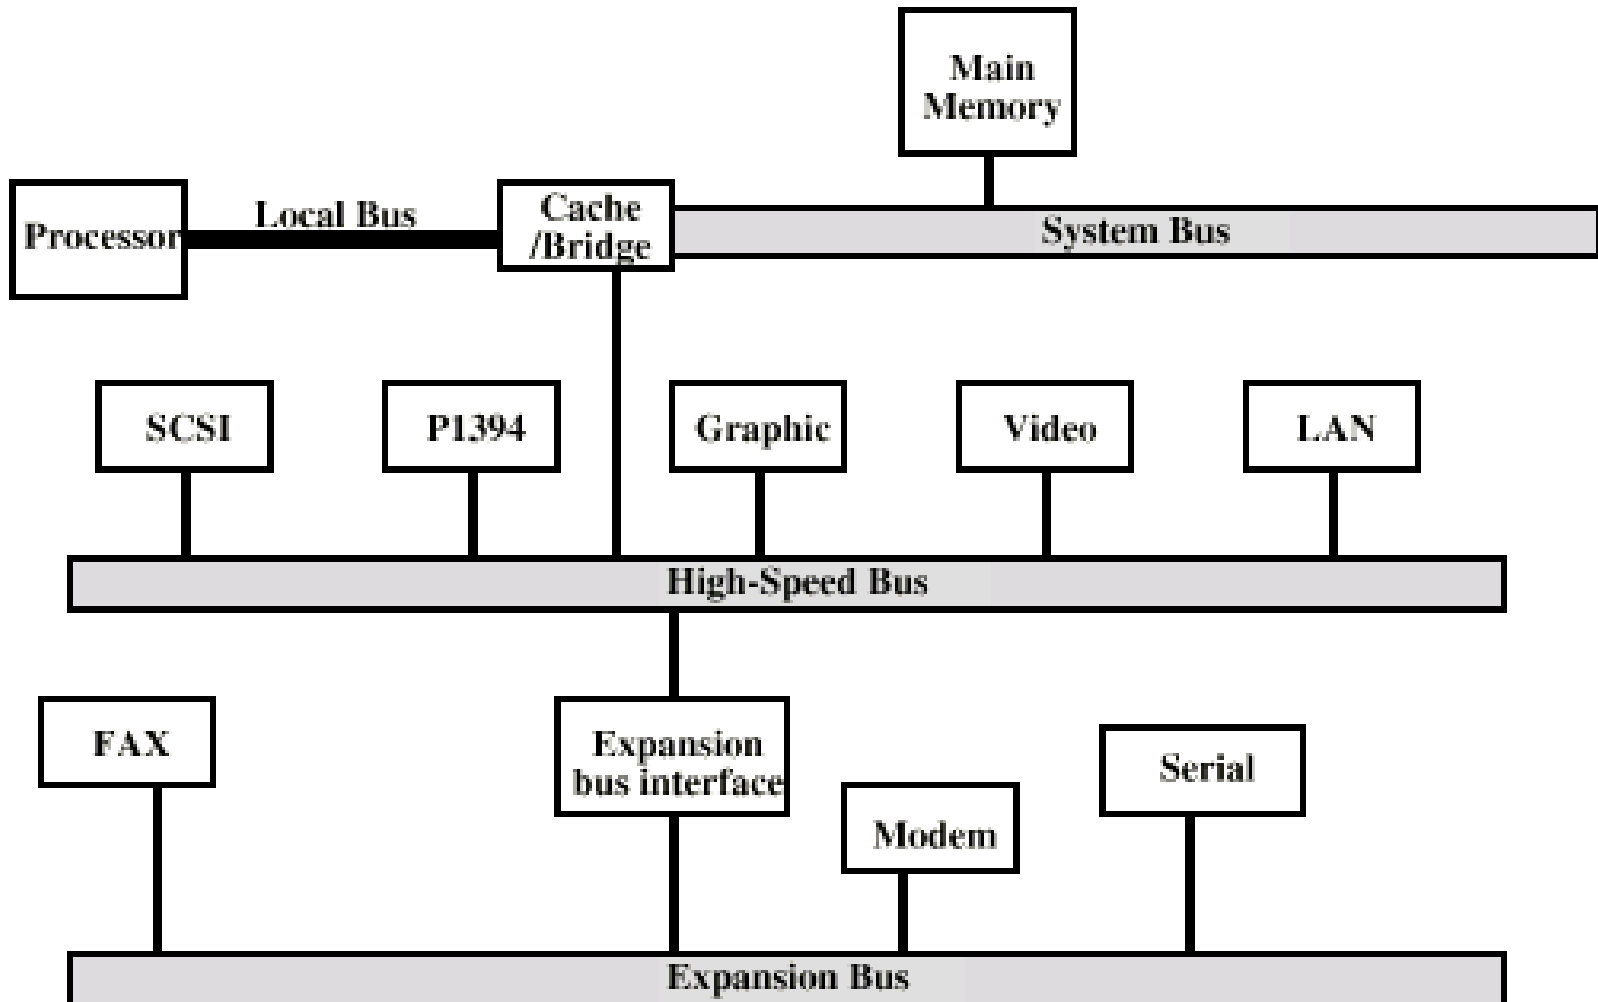 Main
Memory
Processor
Local Bus
Cache
/Bridge
System Bus
SCSI
P1394
Graphic
Video
LAN
High-Speed Bus
FAX
Expansion
bus interface
Modem
Serial
Expansion Bus